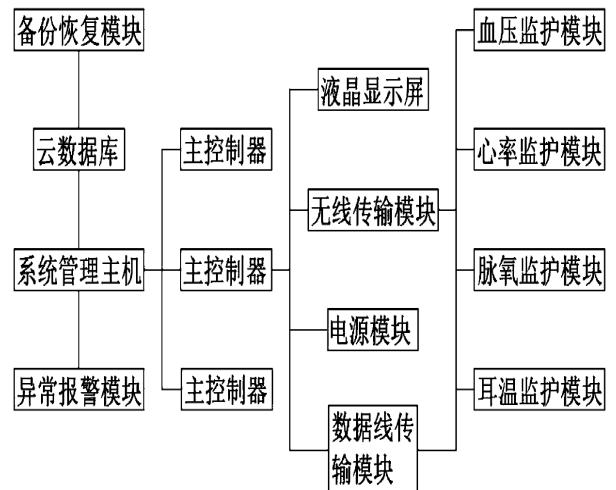 备份恢复模块
云数据库
系统管理主机
异常报警模块
主控制器
主控制器
主控制器
液晶显示屏
无线传输模块
电源模块
数据线传
输模块
血压监护模块
心率监护模块
脉氧监护模块
耳温监护模块